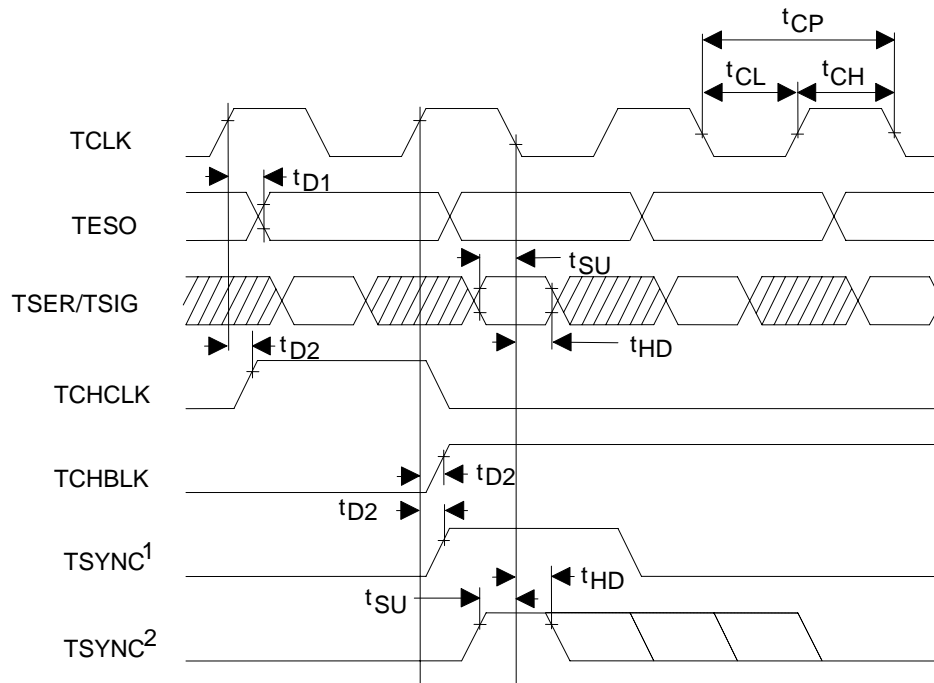 tCP
tCL tCH
TCLK
tD1
TESO
tSU
TSER/TSIG
tD2 tHD
TCHCLK
TCHBLK tD2
tD2
TSYNC1
tHD
tSU
TSYNC2